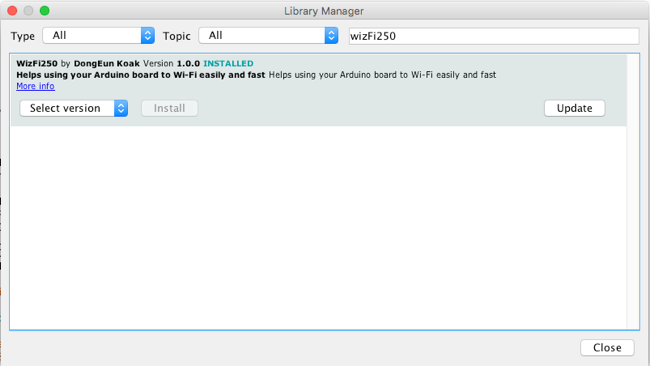 Library Manager
Type All Topic All wizFi250
WizFi250 by DongEun Koak Version 1.0.0 INSTALLED
Helps using your Arduino board to Wi-Fi easily and fast Helps using your Arduino board to Wi-Fi easily and fast
More info
Select version Install Update
Close